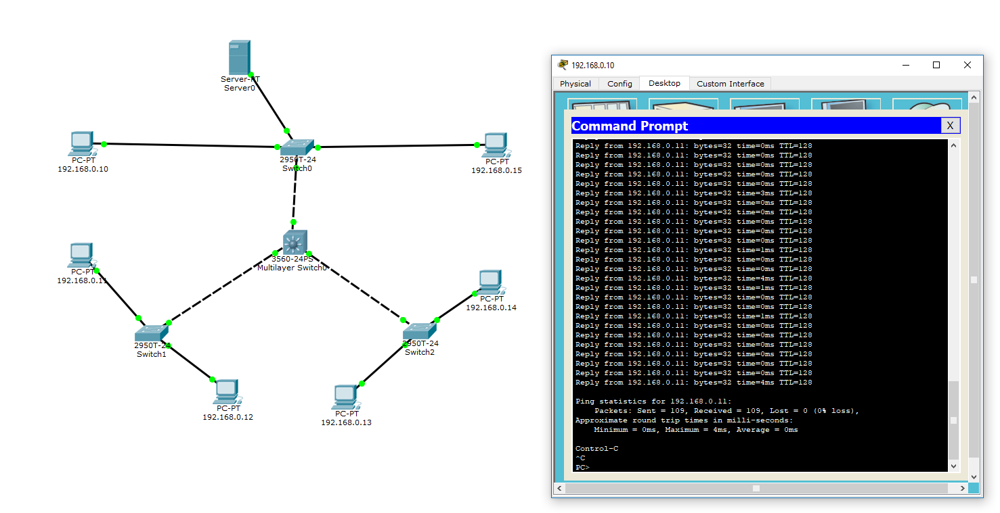 Server-PT
Server0
PC-PT
192.168.0.10
2950T-24
Switch0
PC-PT
192.168.0.15
3560-24PS
Multilayer Switch0
PC-PT
192.168.0.11
PC-PT
192.168.0.14
2950T-24
Switch1
2950T-24
Switch2
PC-PT
192.168.0.12
PC-PT
192.168.0.13
192.168.0.10
Physical Config Desktop Custom Interface
Command Prompt X
Reply from 192.168.0.11: bytes=32 time=0ms TTL=128
Reply from 192.168.0.11: bytes=32 time=0ms TTL=128
Reply from 192.168.0.11: bytes=32 time=0ms TTL=128
Reply from 192.168.0.11: bytes=32 time=0ms TTL=128
Reply from 192.168.0.11: bytes=32 time=0ms TTL=128
Reply from 192.168.0.11: bytes=32 time=3ms TTL=128
Reply from 192.168.0.11: bytes=32 time=0ms TTL=128
Reply from 192.168.0.11: bytes=32 time=0ms TTL=128
Reply from 192.168.0.11: bytes=32 time=0ms TTL=128
Reply from 192.168.0.11: bytes=32 time=0ms TTL=128
Reply from 192.168.0.11: bytes=32 time=0ms TTL=128
Reply from 192.168.0.11: bytes=32 time=1ms TTL=128
Reply from 192.168.0.11: bytes=32 time=0ms TTL=128
Reply from 192.168.0.11: bytes=32 time=0ms TTL=128
Reply from 192.168.0.11: bytes=32 time=4ms TTL=128
Reply from 192.168.0.11: bytes=32 time=1ms TTL=128
Reply from 192.168.0.11: bytes=32 time=0ms TTL=128
Reply from 192.168.0.11: bytes=32 time=0ms TTL=128
Reply from 192.168.0.11: bytes=32 time=1ms TTL=128
Reply from 192.168.0.11: bytes=32 time=0ms TTL=128
Reply from 192.168.0.11: bytes=32 time=0ms TTL=128
Reply from 192.168.0.11: bytes=32 time=0ms TTL=128
Reply from 192.168.0.11: bytes=32 time=0ms TTL=128
Reply from 192.168.0.11: bytes=32 time=0ms TTL=128
Reply from 192.168.0.11: bytes=32 time=0ms TTL=128
Reply from 192.168.0.11: bytes=32 time=4ms TTL=128
Ping statistics for 192.168.0.11:
Packets: Sent = 109, Received = 109, Lost = 0 (0% loss),
Approximate round trip times in milli-seconds:
Minimum = 0ms, Maximum = 4ms, Average = 0ms
Control-C
^C
PC>